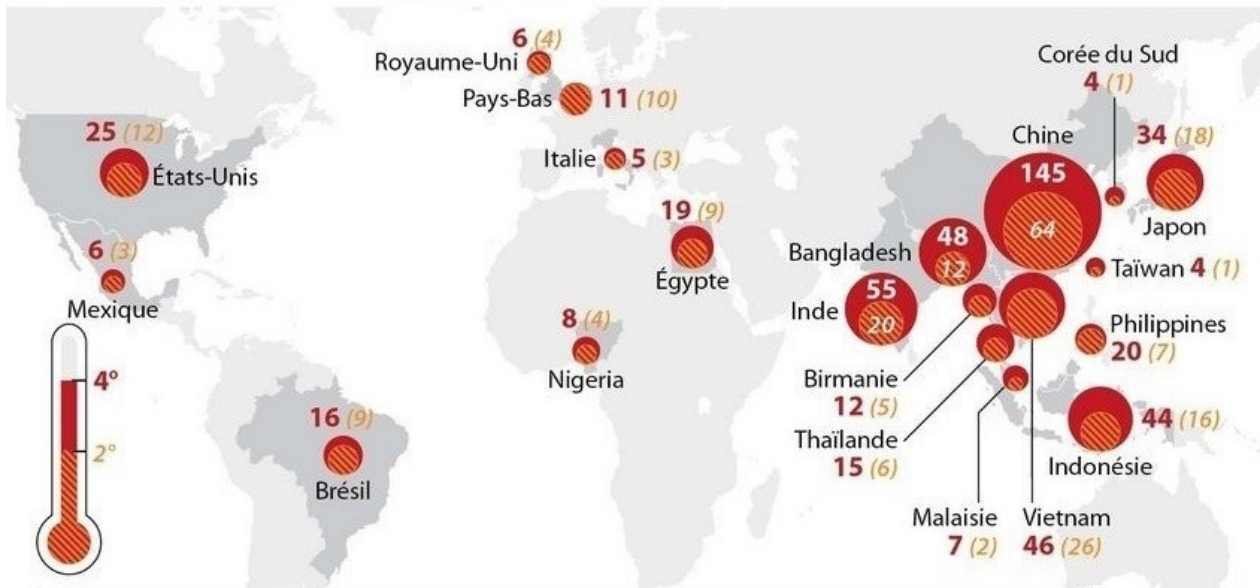 6 (4)
Royaume-Uni
Pays-Bas 11 (10)
Italie 5 (3)
25 (12)
États-Unis
6 (3)
Mexique
4°
2°
16 (9)
Brésil
19 (9)
Égypte
8 (4)
Nigeria
Corée du Sud
4 (1)
Chine
145
64
34 (18)
Japon
Bangladesh 48
12
Inde 55
20
Taïwan 4 (1)
Philippines
20 (7)
Birmanie
12 (5)
Thaïlande
15 (6)
44 (16)
Indonésie
Malaisie
7 (2)
Vietnam
46 (26)